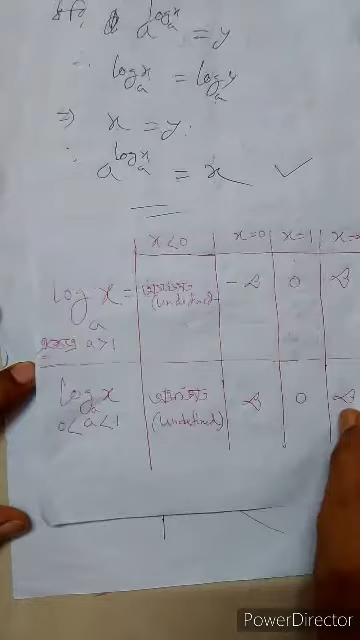 a^{log_a x} = y
∴ log_a x = log_a y
⇒ x = y.
∴ a^{log_a x} = x ✓
x<0 x=0 x=1
log_a x = (undefined) -∞ 0 ∞
a>1
log_a x (undefined) ∞ 0
0<a<1
PowerDirector